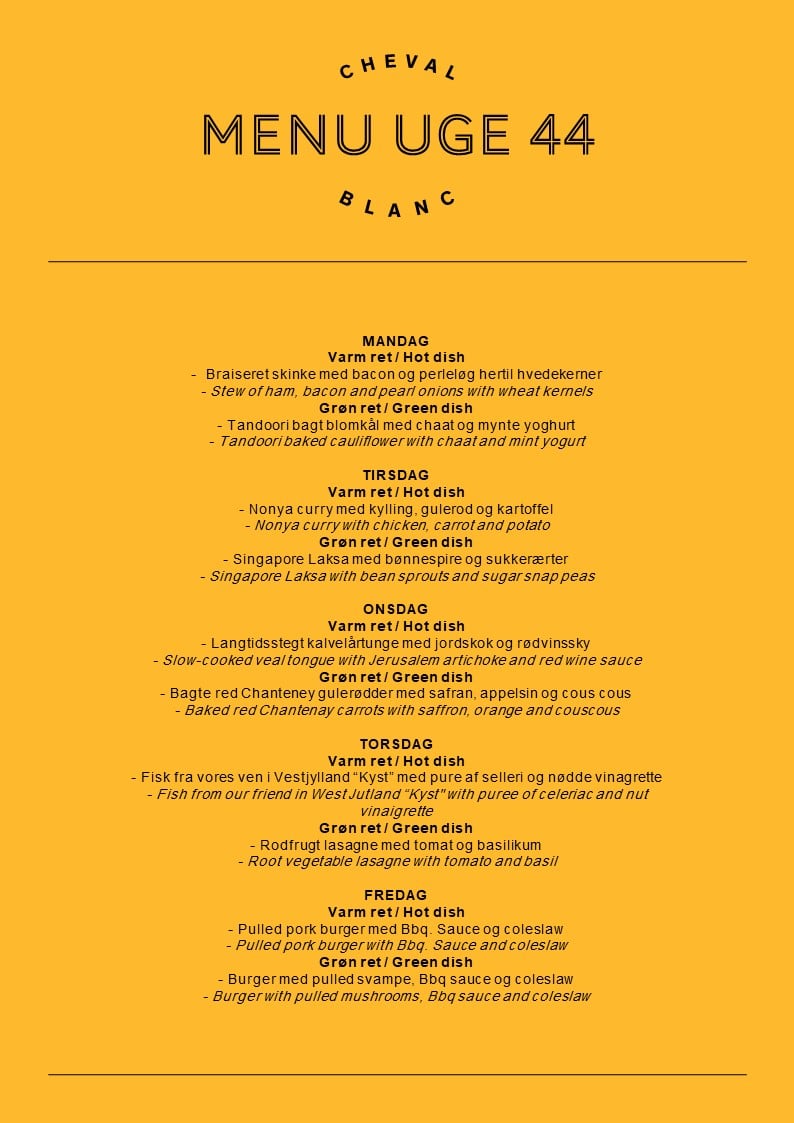 CHEVAL
MENU UGE 44
BLANC
MANDAG
Varm ret / Hot dish
- Braiseret skinke med bacon og perleløg hertil hvedekerner
- Stew of ham, bacon and pearl onions with wheat kernels
Grøn ret / Green dish
- Tandoori bagt blomkål med chaat og mynte yoghurt
- Tandoori baked cauliflower with chaat and mint yogurt
TIRSDAG
Varm ret / Hot dish
- Nonya curry med kylling, gulerod og kartoffel
- Nonya curry with chicken, carrot and potato
Grøn ret / Green dish
- Singapore Laksa med bønnespire og sukkerærter
- Singapore Laksa with bean sprouts and sugar snap peas
ONSDAG
Varm ret / Hot dish
- Langtidsstegt kalvelårtunge med jordskok og rødvinssky
- Slow-cooked veal tongue with Jerusalem artichoke and red wine sauce
Grøn ret / Green dish
- Bagte red Chanteney gulerødder med safran, appelsin og cous cous
- Baked red Chantenay carrots with saffron, orange and couscous
TORSDAG
Varm ret / Hot dish
- Fisk fra vores ven i Vestjylland “Kyst” med pure af selleri og nødde vinagrette
- Fish from our friend in West Jutland “Kyst" with puree of celeriac and nut
vinaigrette
Grøn ret / Green dish
- Rodfrugt lasagne med tomat og basilikum
- Root vegetable lasagne with tomato and basil
FREDAG
Varm ret / Hot dish
- Pulled pork burger med Bbq. Sauce og coleslaw
- Pulled pork burger with Bbq. Sauce and coleslaw
Grøn ret / Green dish
- Burger med pulled svampe, Bbq sauce og coleslaw
- Burger with pulled mushrooms, Bbq sauce and coleslaw